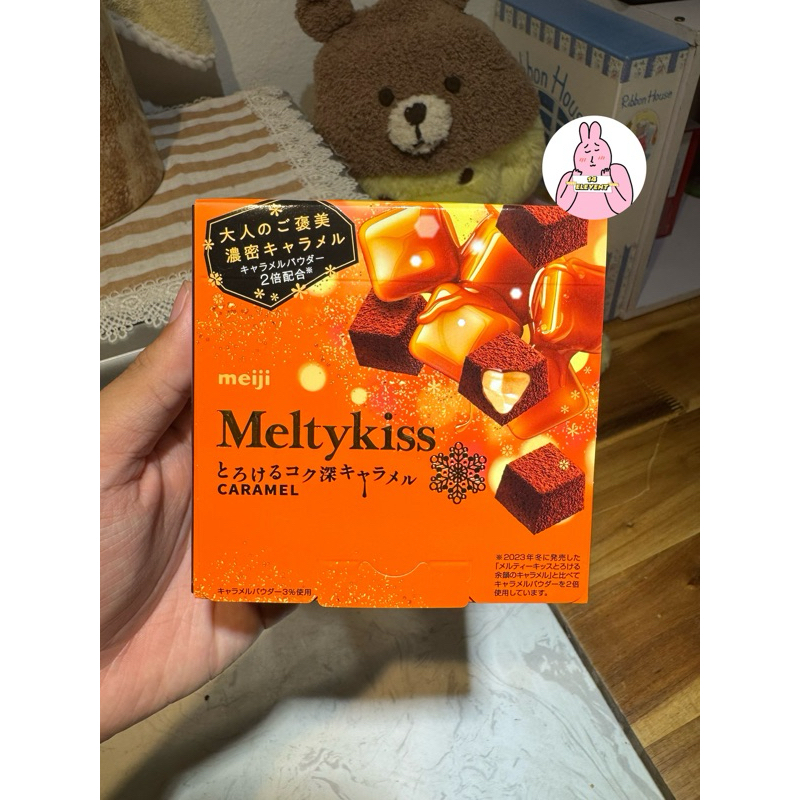 Ribbon House
14
ELEVENT
大人のご褒美
濃密キャラメル
キャラメルパウダー
2倍配合※
meiji
Meltykiss
とろけるコク深キャラメル
CARAMEL
※2023年冬に発売した
「メルティーキッスとろける
余韻のキャラメル」と比べて
キャラメルパウダーを2倍
使用しています。
キャラメルパウダー3%使用